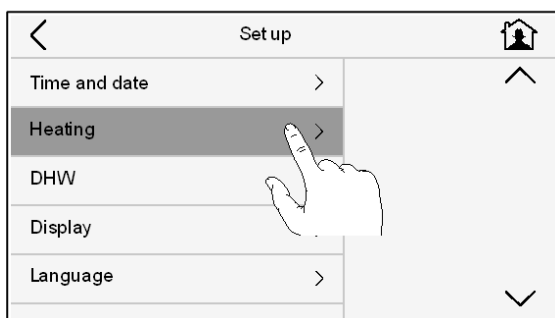 Set up
Time and date
Heating
DHW
Display
Language